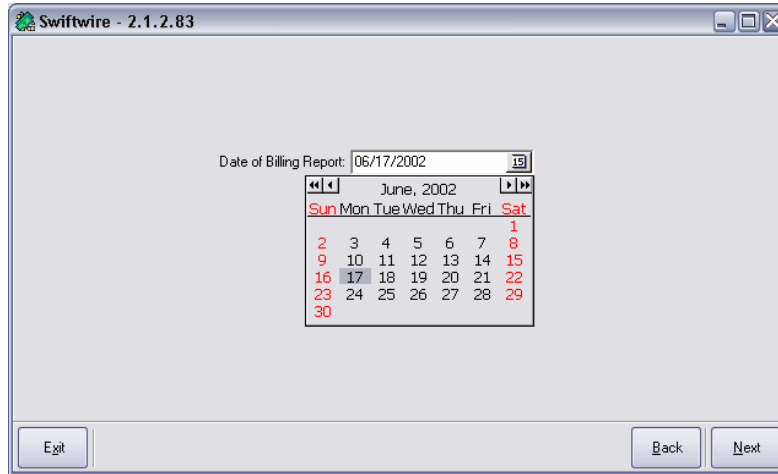 Swiftwire - 2.1.2.83
Date of Billing Report: 06/17/2002 15
June, 2002
Sun Mon Tue Wed Thu Fri Sat
1
2 3 4 5 6 7 8
9 10 11 12 13 14 15
16 17 18 19 20 21 22
23 24 25 26 27 28 29
30
Exit Back Next